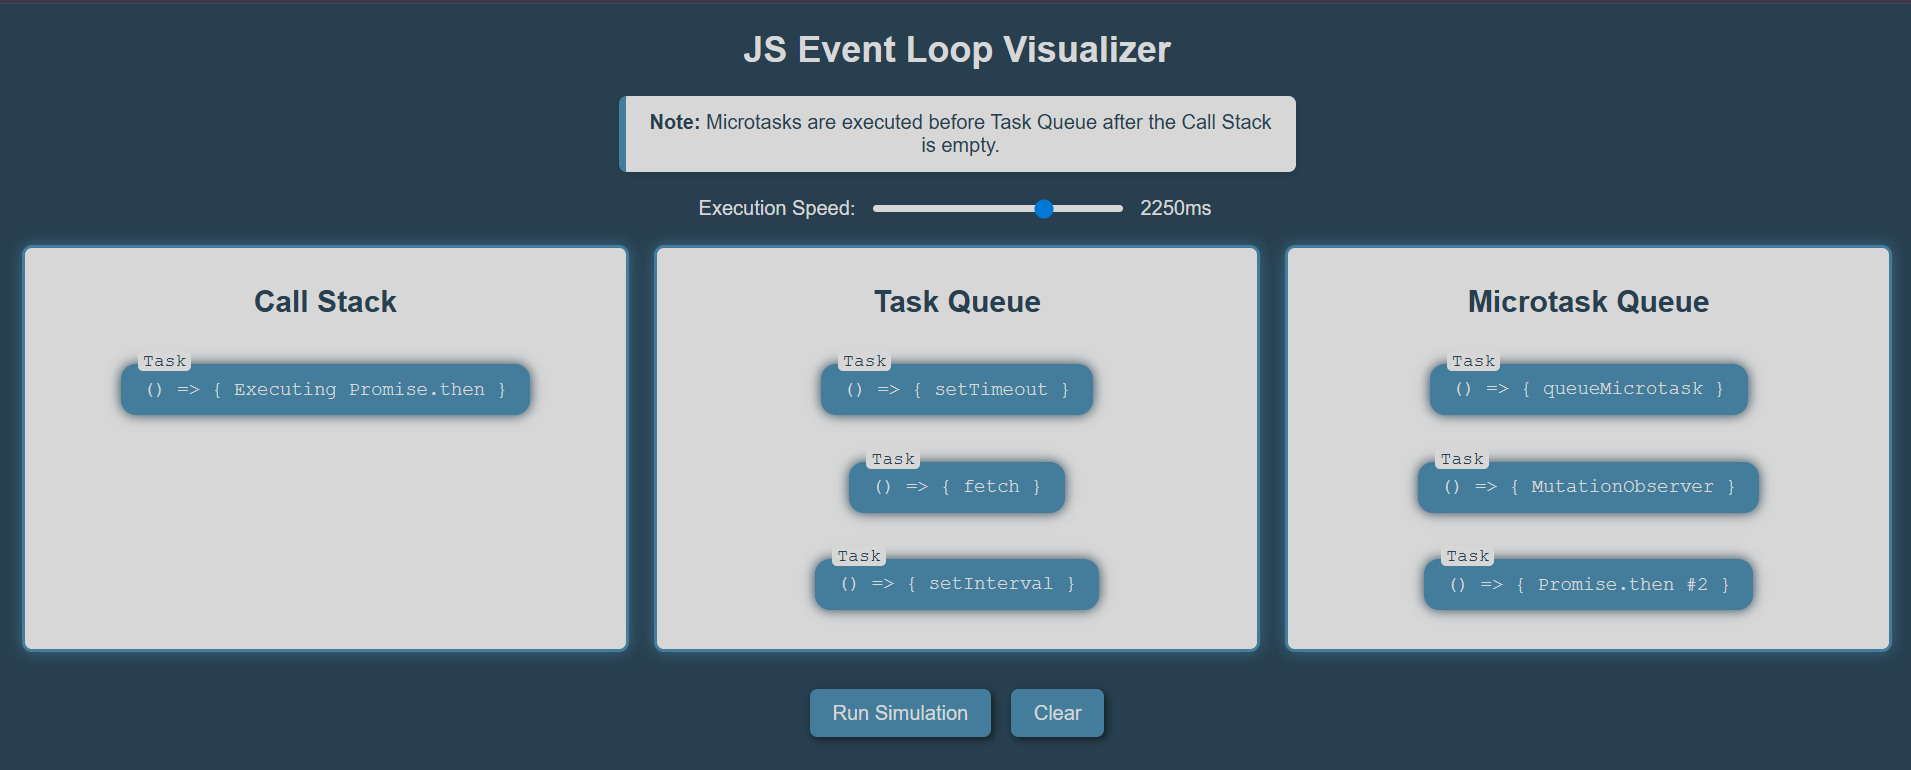 JS Event Loop Visualizer
Note: Microtasks are executed before Task Queue after the Call Stack
is empty.
Execution Speed: 2250ms
Call Stack
Task
() => { Executing Promise.then }
Task Queue
Task
() => { setTimeout }
Task
() => { fetch }
Task
() => { setInterval }
Microtask Queue
Task
() => { queueMicrotask }
Task
() => { MutationObserver }
Task
() => { Promise.then #2 }
Run Simulation
Clear